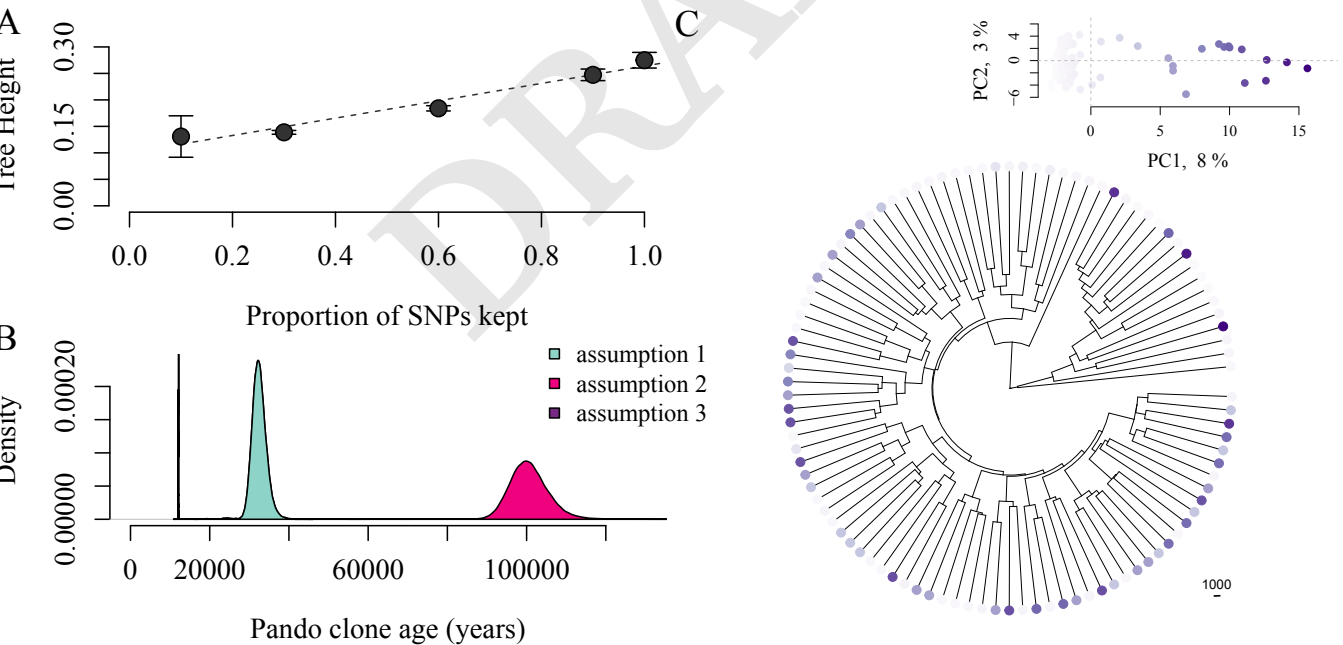 A
Tree Height
0.00 0.15 0.30
0.0 0.2 0.4 0.6 0.8 1.0
Proportion of SNPs kept
B
Density
0.00000 0.00020
assumption 1
assumption 2
assumption 3
0 20000 60000 100000
Pando clone age (years)
C
PC2, 3 %
4
0
−6
0 5 10 15
PC1, 8 %
1000
DRA